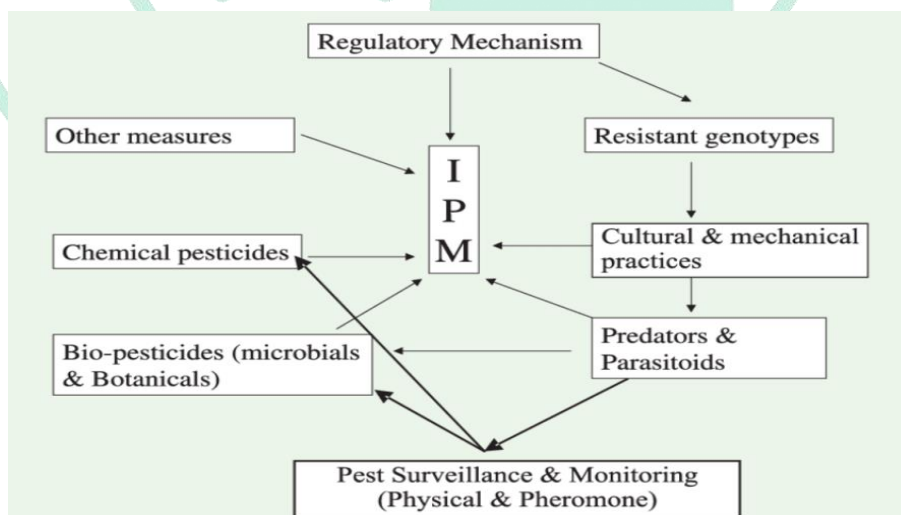 Regulatory Mechanism
Other measures
Resistant genotypes
I
P
M
Chemical pesticides
Cultural & mechanical
practices
Bio-pesticides (microbials
& Botanicals)
Predators &
Parasitoids
Pest Surveillance & Monitoring
(Physical & Pheromone)